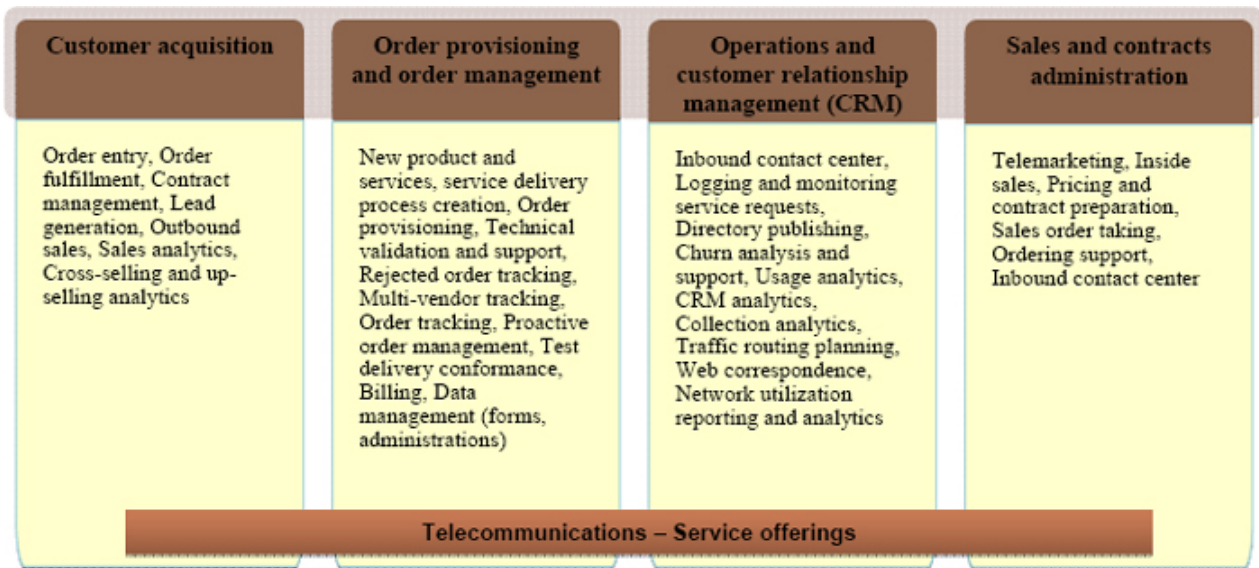 Customer acquisition
Order entry, Order
fulfillment, Contract
management, Lead
generation, Outbound
sales, Sales analytics,
Cross-selling and up-
selling analytics
Order provisioning
and order management
New product and
services, service delivery
process creation, Order
provisioning, Technical
validation and support,
Rejected order tracking,
Multi-vendor tracking,
Order tracking, Proactive
order management, Test
delivery conformance,
Billing, Data
management (forms,
administrations)
Operations and
customer relationship
management (CRM)
Inbound contact center,
Logging and monitoring
service requests,
Directory publishing,
Churn analysis and
support, Usage analytics,
CRM analytics,
Collection analytics,
Traffic routing planning,
Web correspondence,
Network utilization
reporting and analytics
Sales and contracts
administration
Telemarketing, Inside
sales, Pricing and
contract preparation,
Sales order taking,
Ordering support,
Inbound contact center
Telecommunications – Service offerings